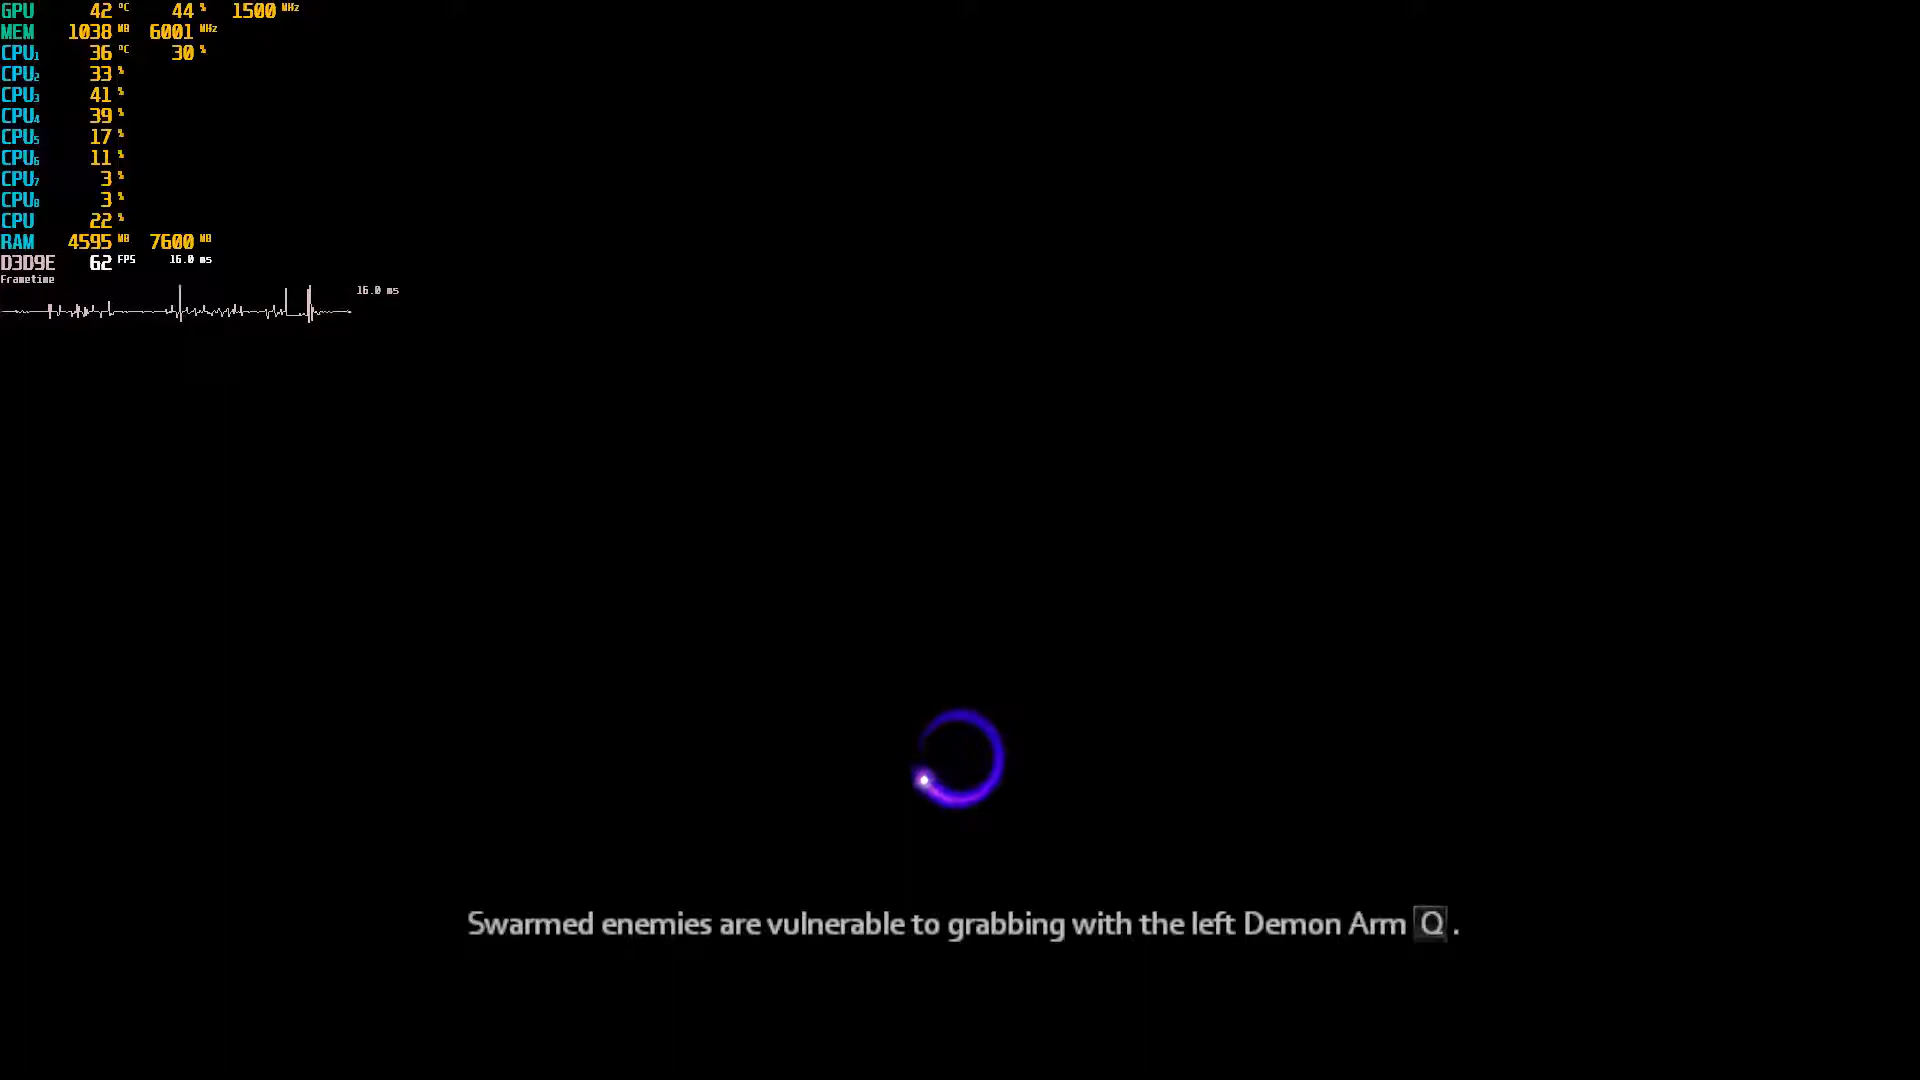 GPU 42 °C 44 % 1500 MHz
MEM 1038 MB 6001 MHz
CPU1 36 °C 30 %
CPU2 33 %
CPU3 41 %
CPU4 39 %
CPU5 17 %
CPU6 11 %
CPU7 3 %
CPU8 3 %
CPU 22 %
RAM 4595 MB 7600 MB
D3D9E 62 FPS 16.0 ms
Frametime
16.0 ms
Swarmed enemies are vulnerable to grabbing with the left Demon Arm Q .